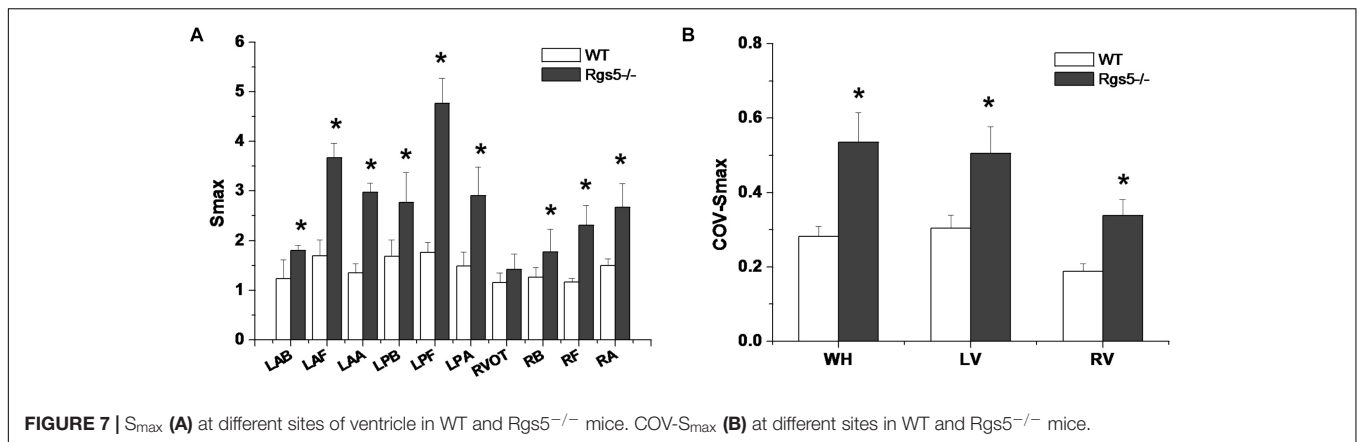 A
B
6
5
4
3
2
1
0
Smax
WT
Rgs5-/-
*
*
*
*
*
*
*
*
*
LAB
LAF
LAA
LPB
LPF
LPA
RVOT
RB
RF
RA
0.8
0.6
0.4
0.2
0.0
COV-Smax
WT
Rgs5-/-
*
*
*
WH
LV
RV
FIGURE 7 | Smax (A) at different sites of ventricle in WT and Rgs5−/− mice. COV-Smax (B) at different sites in WT and Rgs5−/− mice.